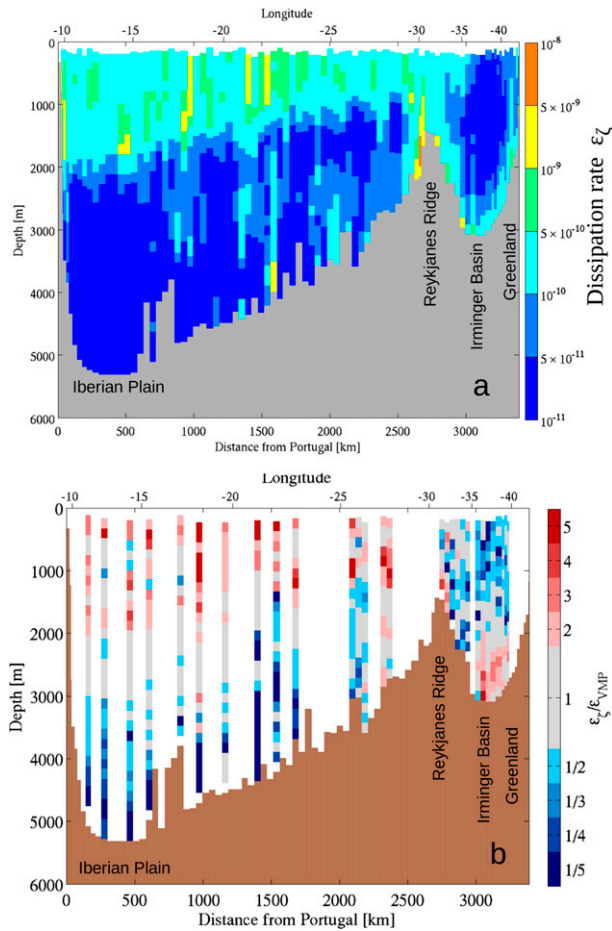 Longitude
-10 -15 -20 -25 -30 -35 -40
0
1000
2000
3000
4000
5000
6000
Depth [m]
Reykjanes Ridge
Irminger Basin
Greenland
Iberian Plain
a
0 500 1000 1500 2000 2500 3000
Distance from Portugal [km]
10⁻⁸
5×10⁻⁹
10⁻⁹
5×10⁻¹⁰
10⁻¹⁰
5×10⁻¹¹
10⁻¹¹
Dissipation rate ε_ζ
Longitude
-10 -15 -20 -25 -30 -35 -40
0
1000
2000
3000
4000
5000
6000
Depth [m]
Reykjanes Ridge
Irminger Basin
Greenland
Iberian Plain
b
0 500 1000 1500 2000 2500 3000
Distance from Portugal [km]
5
4
3
2
1
1/2
1/3
1/4
1/5
ε_ζ/ε_VMP